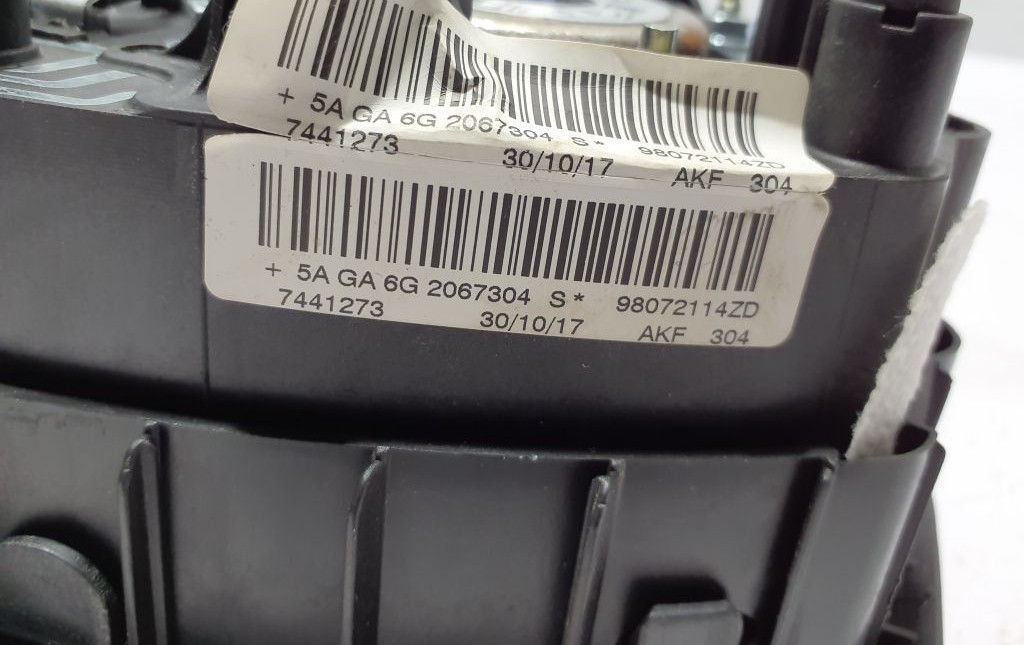 + 5A GA 6G 2067304 S* 98072114ZD
7441273 30/10/17 AKF 304
+ 5A GA 6G 2067304 S* 98072114ZD
7441273 30/10/17 AKF 304